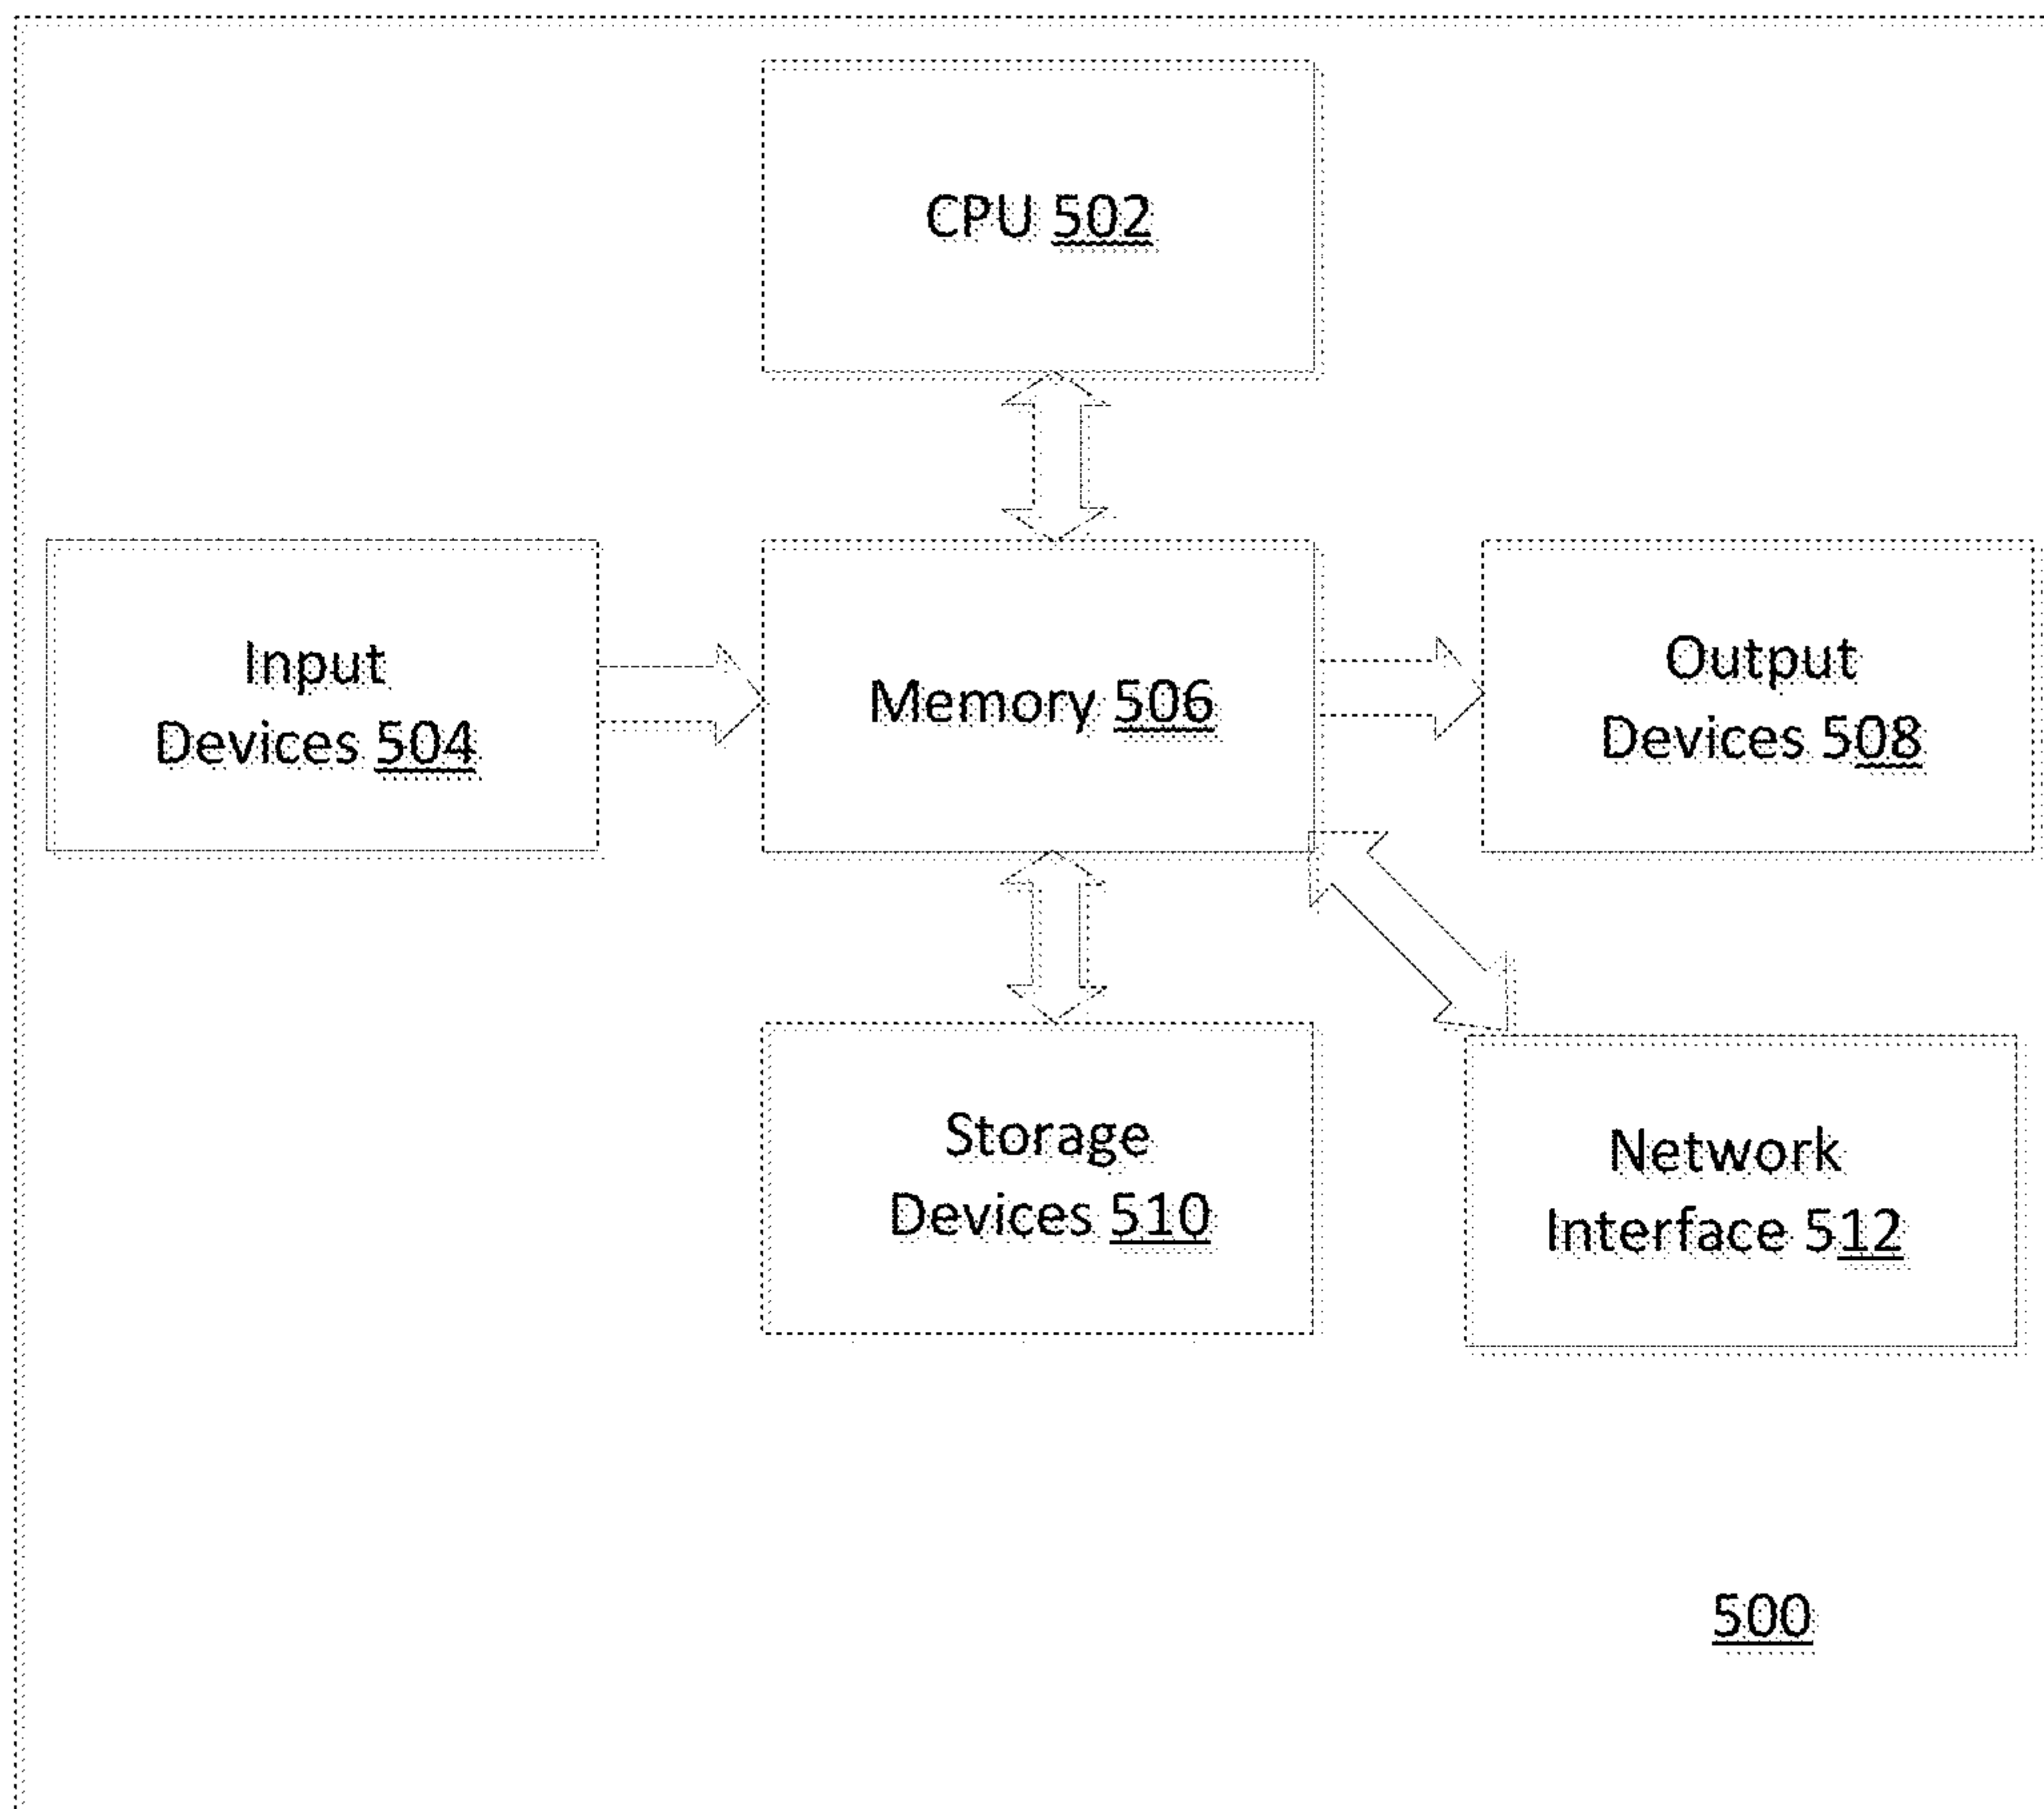 CPU 502
Input
Devices 504
Memory 506
Output
Devices 508
Storage
Devices 510
Network
Interface 512
500